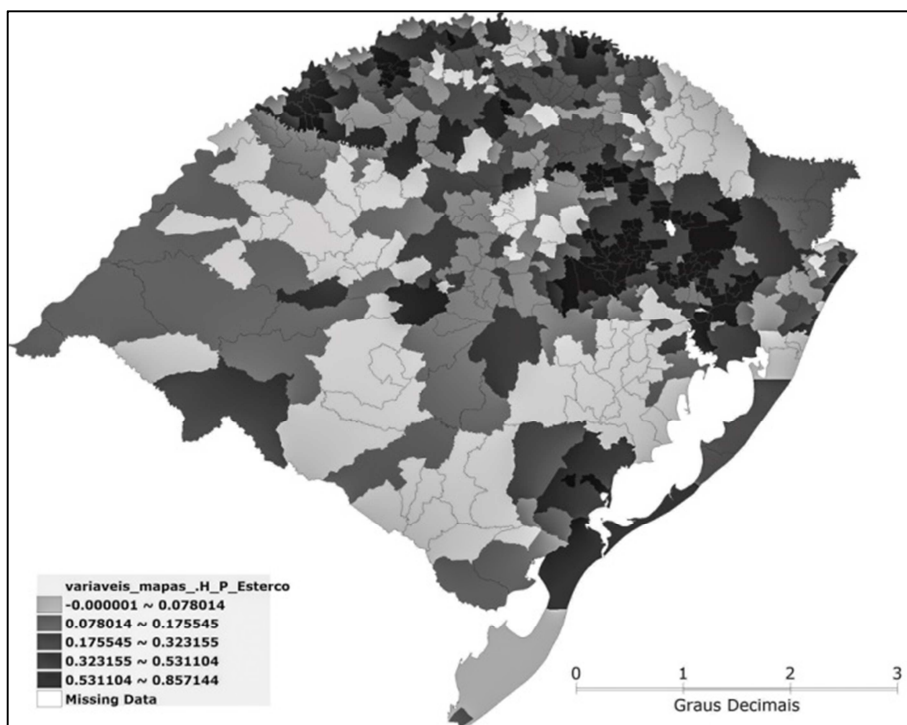 variaveis_mapas_.H_P_Esterco
-0.000001 ~ 0.078014
0.078014 ~ 0.175545
0.175545 ~ 0.323155
0.323155 ~ 0.531104
0.531104 ~ 0.857144
Missing Data
0 1 2 3
Graus Decimais